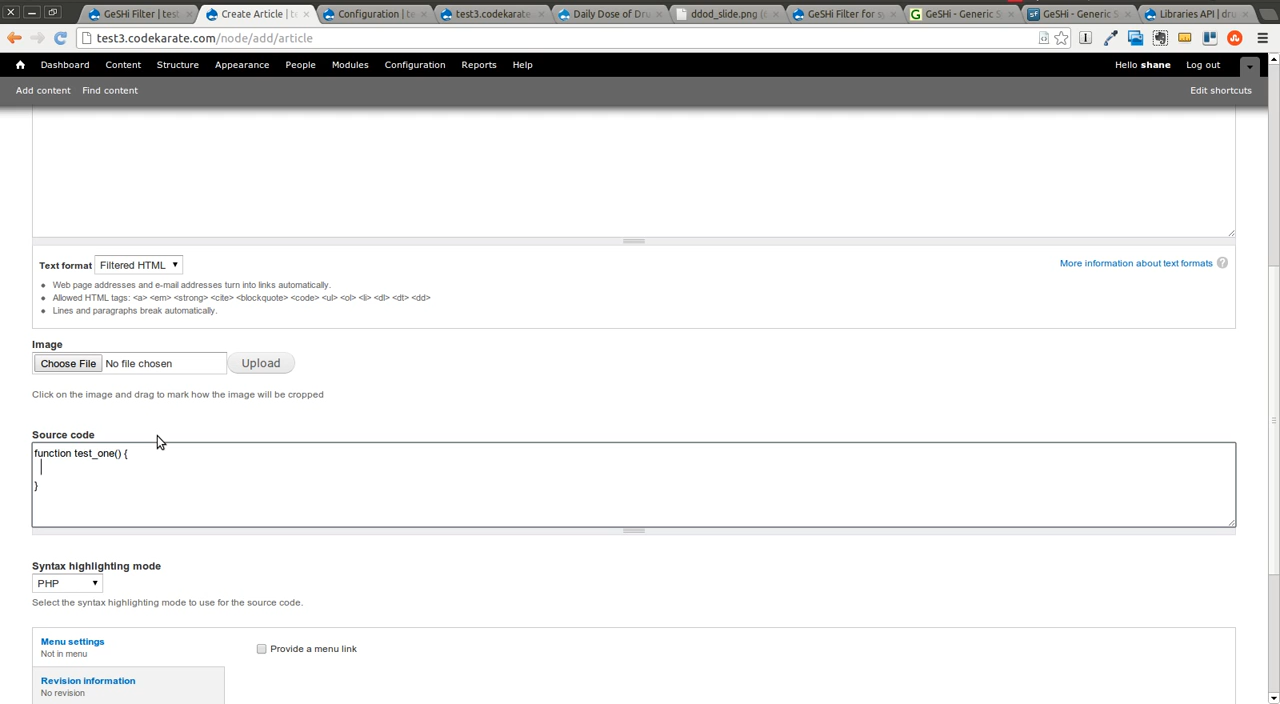 GeSHi Filter | test
Create Article | te
Configuration | te
test3.codekarate
Daily Dose of Dru
ddod_slide.png (
GeSHi Filter for sy
GeSHi - Generic S
GeSHi - Generic S
Libraries API | dru
test3.codekarate.com/node/add/article
Dashboard Content Structure Appearance People Modules Configuration Reports Help
Hello shane Log out
Add content Find content
Edit shortcuts
Text format Filtered HTML
More information about text formats ?
Web page addresses and e-mail addresses turn into links automatically.
Allowed HTML tags: <a> <em> <strong> <cite> <blockquote> <code> <ul> <ol> <li> <dl> <dt> <dd>
Lines and paragraphs break automatically.
Image
Choose File No file chosen Upload
Click on the image and drag to mark how the image will be cropped
Source code
function test_one() {
}
Syntax highlighting mode
PHP
Select the syntax highlighting mode to use for the source code.
Menu settings
Not in menu
Provide a menu link
Revision information
No revision